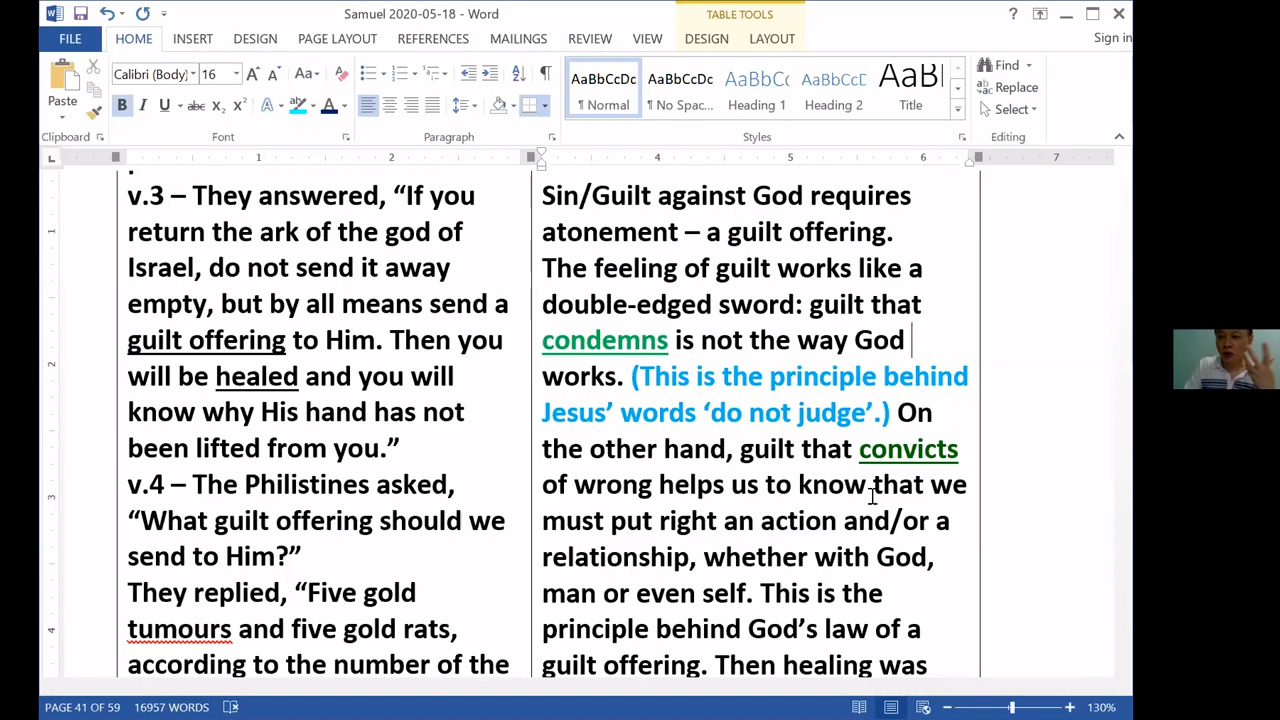 Samuel 2020-05-18 - Word
TABLE TOOLS
FILE HOME INSERT DESIGN PAGE LAYOUT REFERENCES MAILINGS REVIEW VIEW DESIGN LAYOUT Sign in
Calibri (Body) 16
Paste
Clipboard Font Paragraph Styles Editing
AaBbCcDc AaBbCcDc AaBbCc AaBbCcD AaBl
¶ Normal ¶ No Spac... Heading 1 Heading 2 Title
Find
Replace
Select
1 2 4 5 6 7
v.3 – They answered, “If you
return the ark of the god of
Israel, do not send it away
empty, but by all means send a
guilt offering to Him. Then you
will be healed and you will
know why His hand has not
been lifted from you.”
v.4 – The Philistines asked,
“What guilt offering should we
send to Him?”
They replied, “Five gold
tumours and five gold rats,
according to the number of the
Sin/Guilt against God requires
atonement – a guilt offering.
The feeling of guilt works like a
double-edged sword: guilt that
condemns is not the way God
works. (This is the principle behind
Jesus’ words ‘do not judge’.) On
the other hand, guilt that convicts
of wrong helps us to know that we
must put right an action and/or a
relationship, whether with God,
man or even self. This is the
principle behind God’s law of a
guilt offering. Then healing was
PAGE 41 OF 59 16957 WORDS 130%